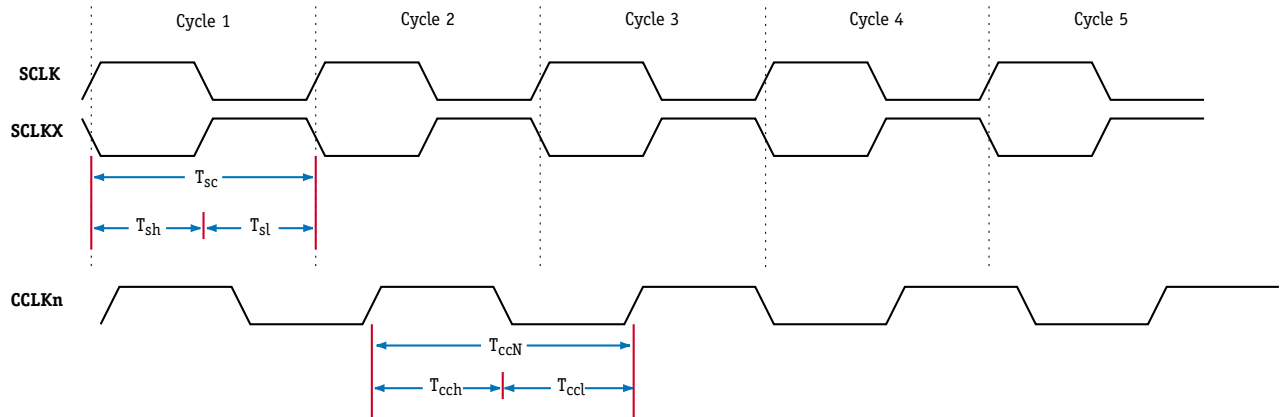 Cycle 1 Cycle 2 Cycle 3 Cycle 4 Cycle 5
SCLK
SCLKX
Tsc
Tsh Tsl
CCLKn
TccN
Tcch Tccl